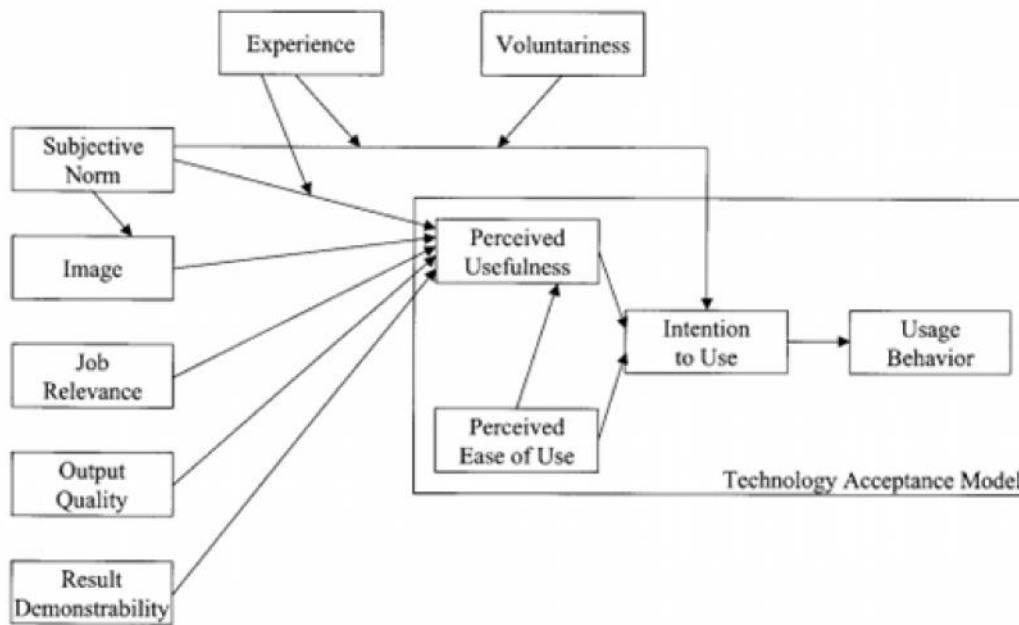 Experience
Voluntariness
Subjective
Norm
Image
Perceived
Usefulness
Job
Relevance
Intention
to Use
Usage
Behavior
Perceived
Ease of Use
Output
Quality
Technology Acceptance Model
Result
Demonstrability